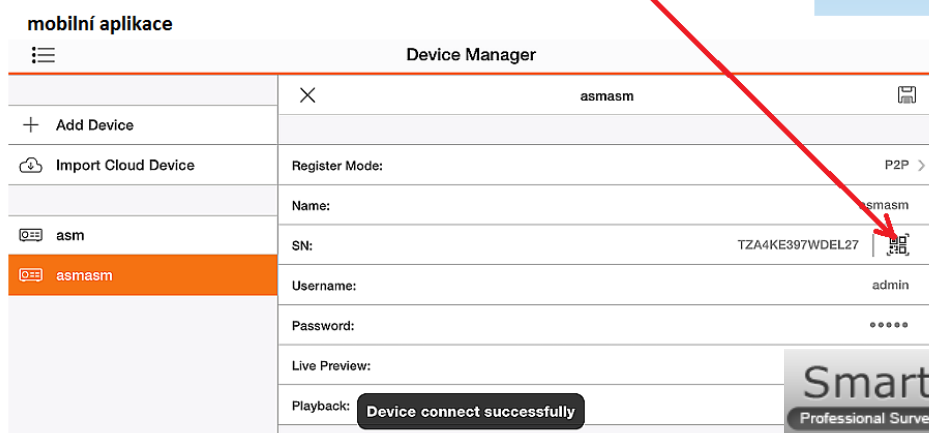 mobilní aplikace
Device Manager
asmasm
Add Device
Import Cloud Device
asm
asmasm
Register Mode: P2P
Name: asmasm
SN: TZA4KE397WDEL27
Username: admin
Password: •••••
Live Preview:
Playback:
Device connect successfully
Smart
Professional Surve